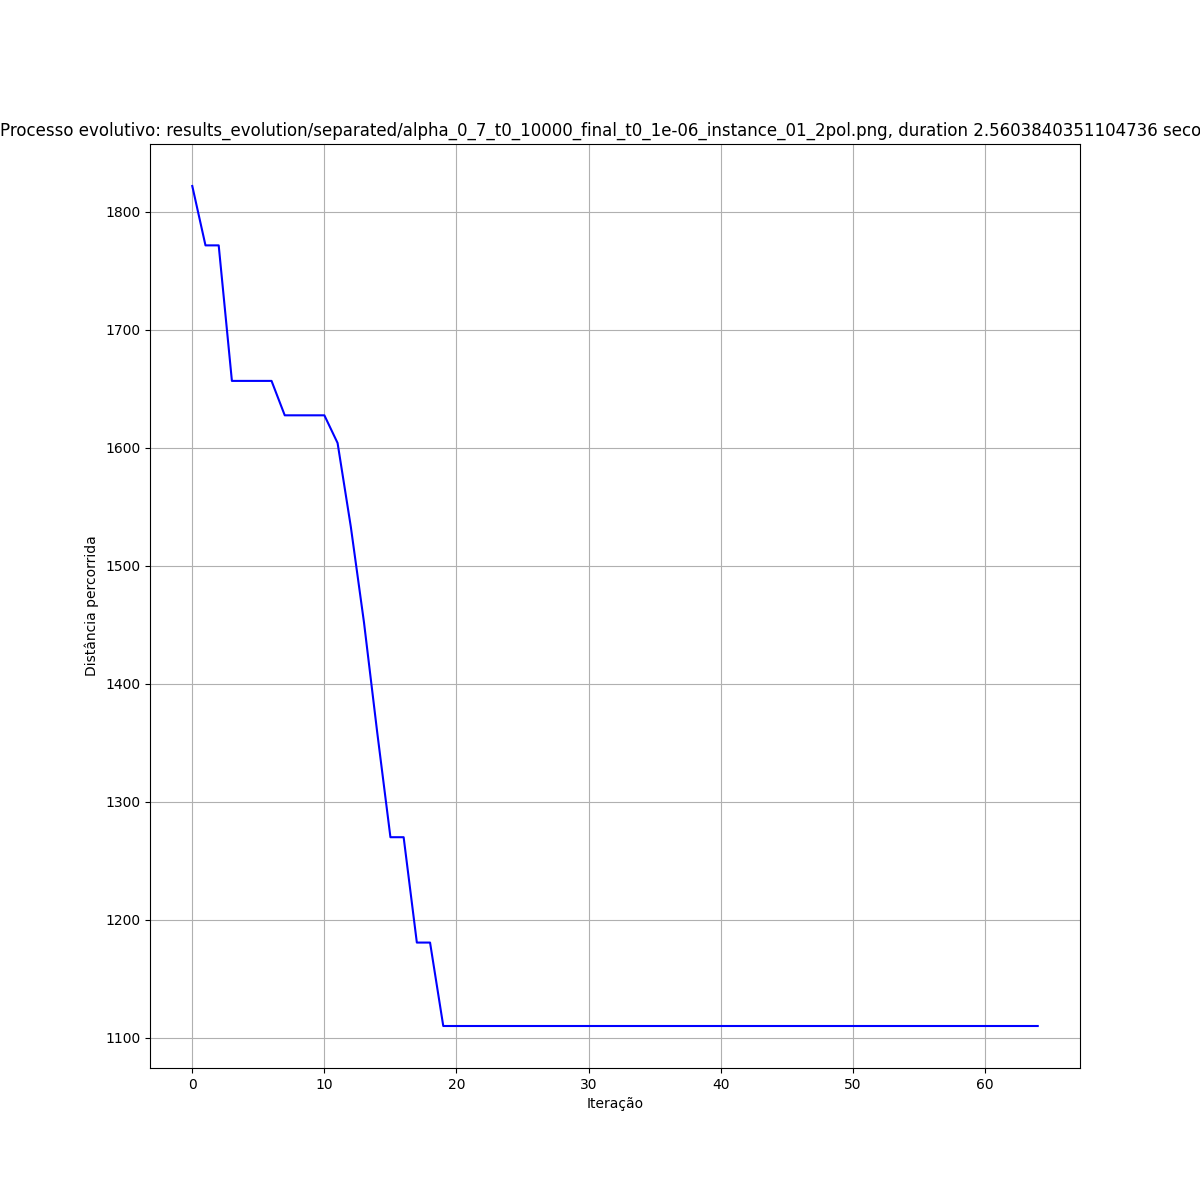 Processo evolutivo: results_evolution/separated/alpha_0_7_t0_10000_final_t0_1e-06_instance_01_2pol.png, duration 2.5603840351104736 seco
1800
1700
1600
1500
1400
1300
1200
1100
Distância percorrida
0 10 20 30 40 50 60
Iteração